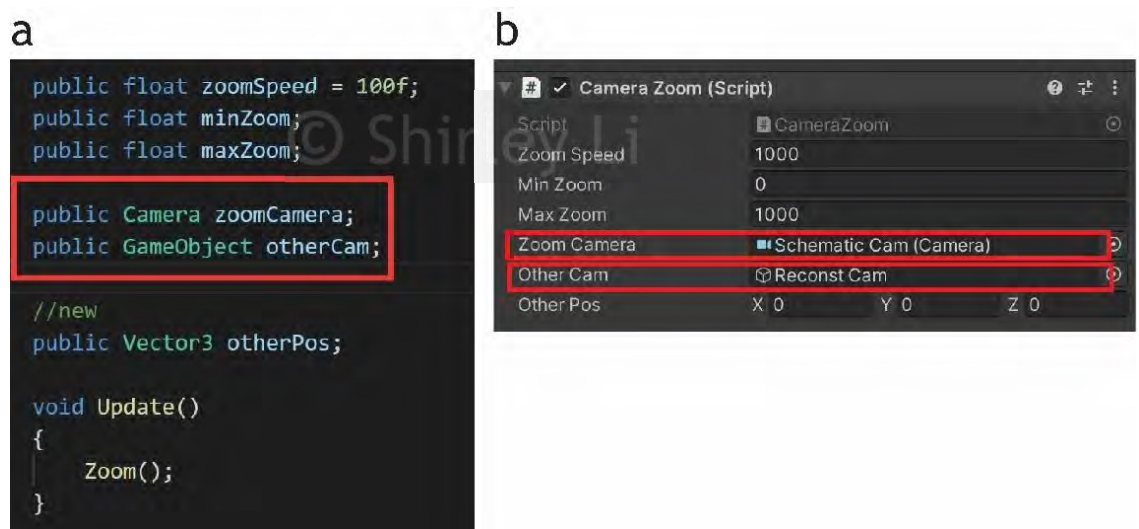 a
public float zoomSpeed = 100f;
public float minZoom;
public float maxZoom;
public Camera zoomCamera;
public GameObject otherCam;
//new
public Vector3 otherPos;
void Update()
{
Zoom();
}
b
# Camera Zoom (Script)
Script # CameraZoom
Zoom Speed 1000
Min Zoom 0
Max Zoom 1000
Zoom Camera Schematic Cam (Camera)
Other Cam Reconst Cam
Other Pos X 0 Y 0 Z 0
© Shirley Li